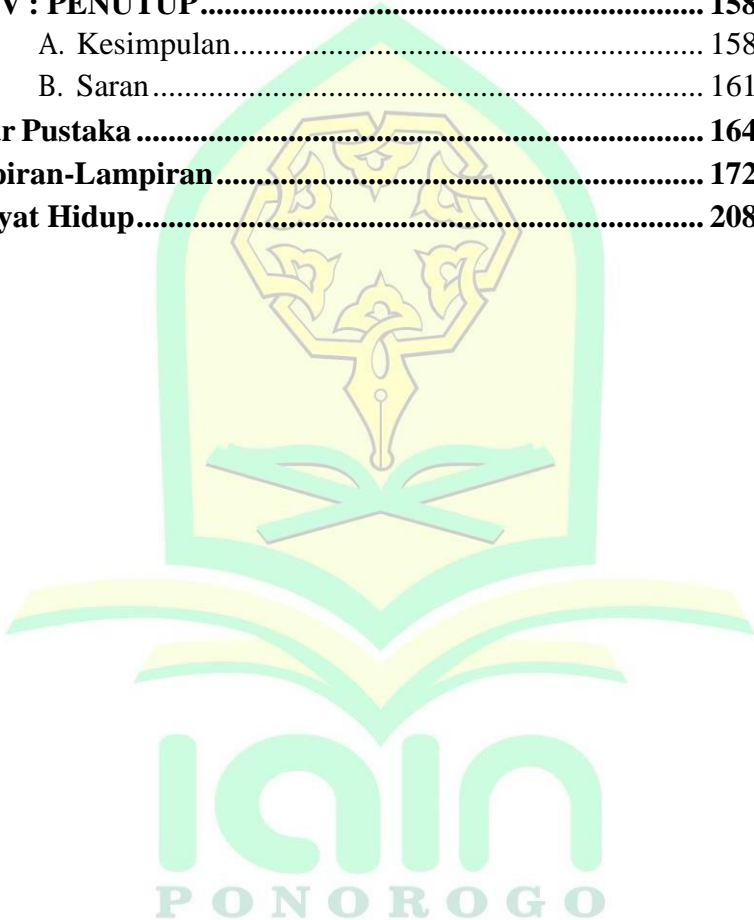 V : PENUTUP.................................................................. 158
A. Kesimpulan............................................................. 158
B. Saran........................................................................ 161
r Pustaka........................................................................... 164
piran-Lampiran................................................................ 172
yat Hidup........................................................................... 208
iain
PONOROGO